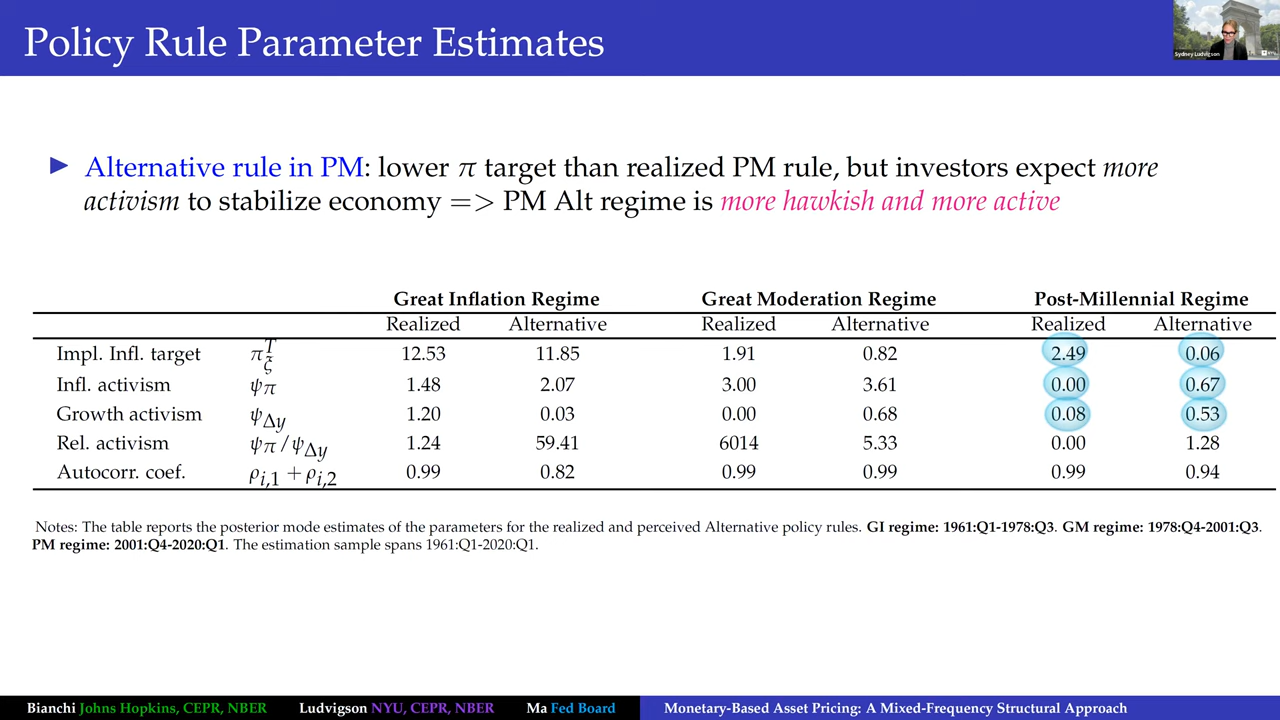 Policy Rule Parameter Estimates
Sydney Ludvigson
Alternative rule in PM: lower π target than realized PM rule, but investors expect more
activism to stabilize economy => PM Alt regime is more hawkish and more active
Great Inflation Regime Great Moderation Regime Post-Millennial Regime
Realized Alternative Realized Alternative Realized Alternative
Impl. Infl. target π^T_ξ 12.53 11.85 1.91 0.82 2.49 0.06
Infl. activism ψ_π 1.48 2.07 3.00 3.61 0.00 0.67
Growth activism ψ_Δy 1.20 0.03 0.00 0.68 0.08 0.53
Rel. activism ψ_π/ψ_Δy 1.24 59.41 6014 5.33 0.00 1.28
Autocorr. coef. ρ_i,1 + ρ_i,2 0.99 0.82 0.99 0.99 0.99 0.94
Notes: The table reports the posterior mode estimates of the parameters for the realized and perceived Alternative policy rules. GI regime: 1961:Q1-1978:Q3. GM regime: 1978:Q4-2001:Q3.
PM regime: 2001:Q4-2020:Q1. The estimation sample spans 1961:Q1-2020:Q1.
Bianchi Johns Hopkins, CEPR, NBER Ludvigson NYU, CEPR, NBER Ma Fed Board Monetary-Based Asset Pricing: A Mixed-Frequency Structural Approach